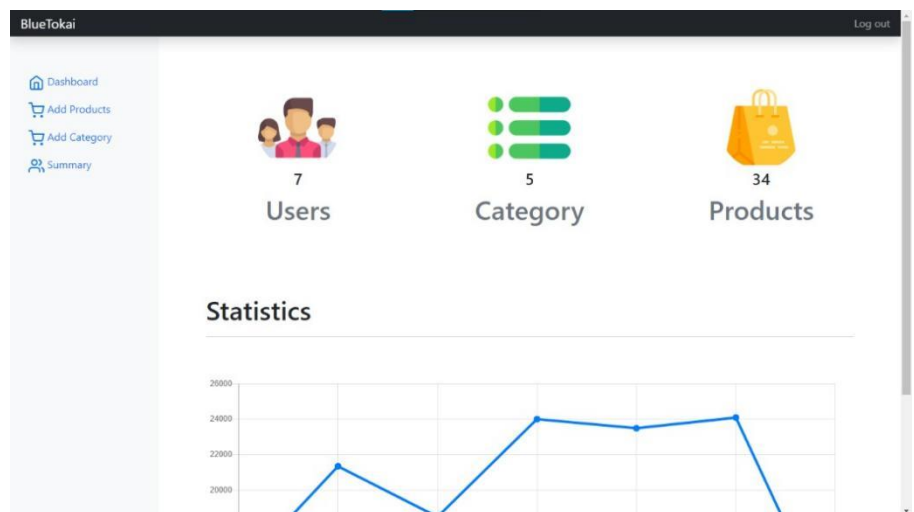 BlueTokai
Log out
Dashboard
Add Products
Add Category
Summary
7
5
34
Users
Category
Products
Statistics
26000
24000
22000
20000